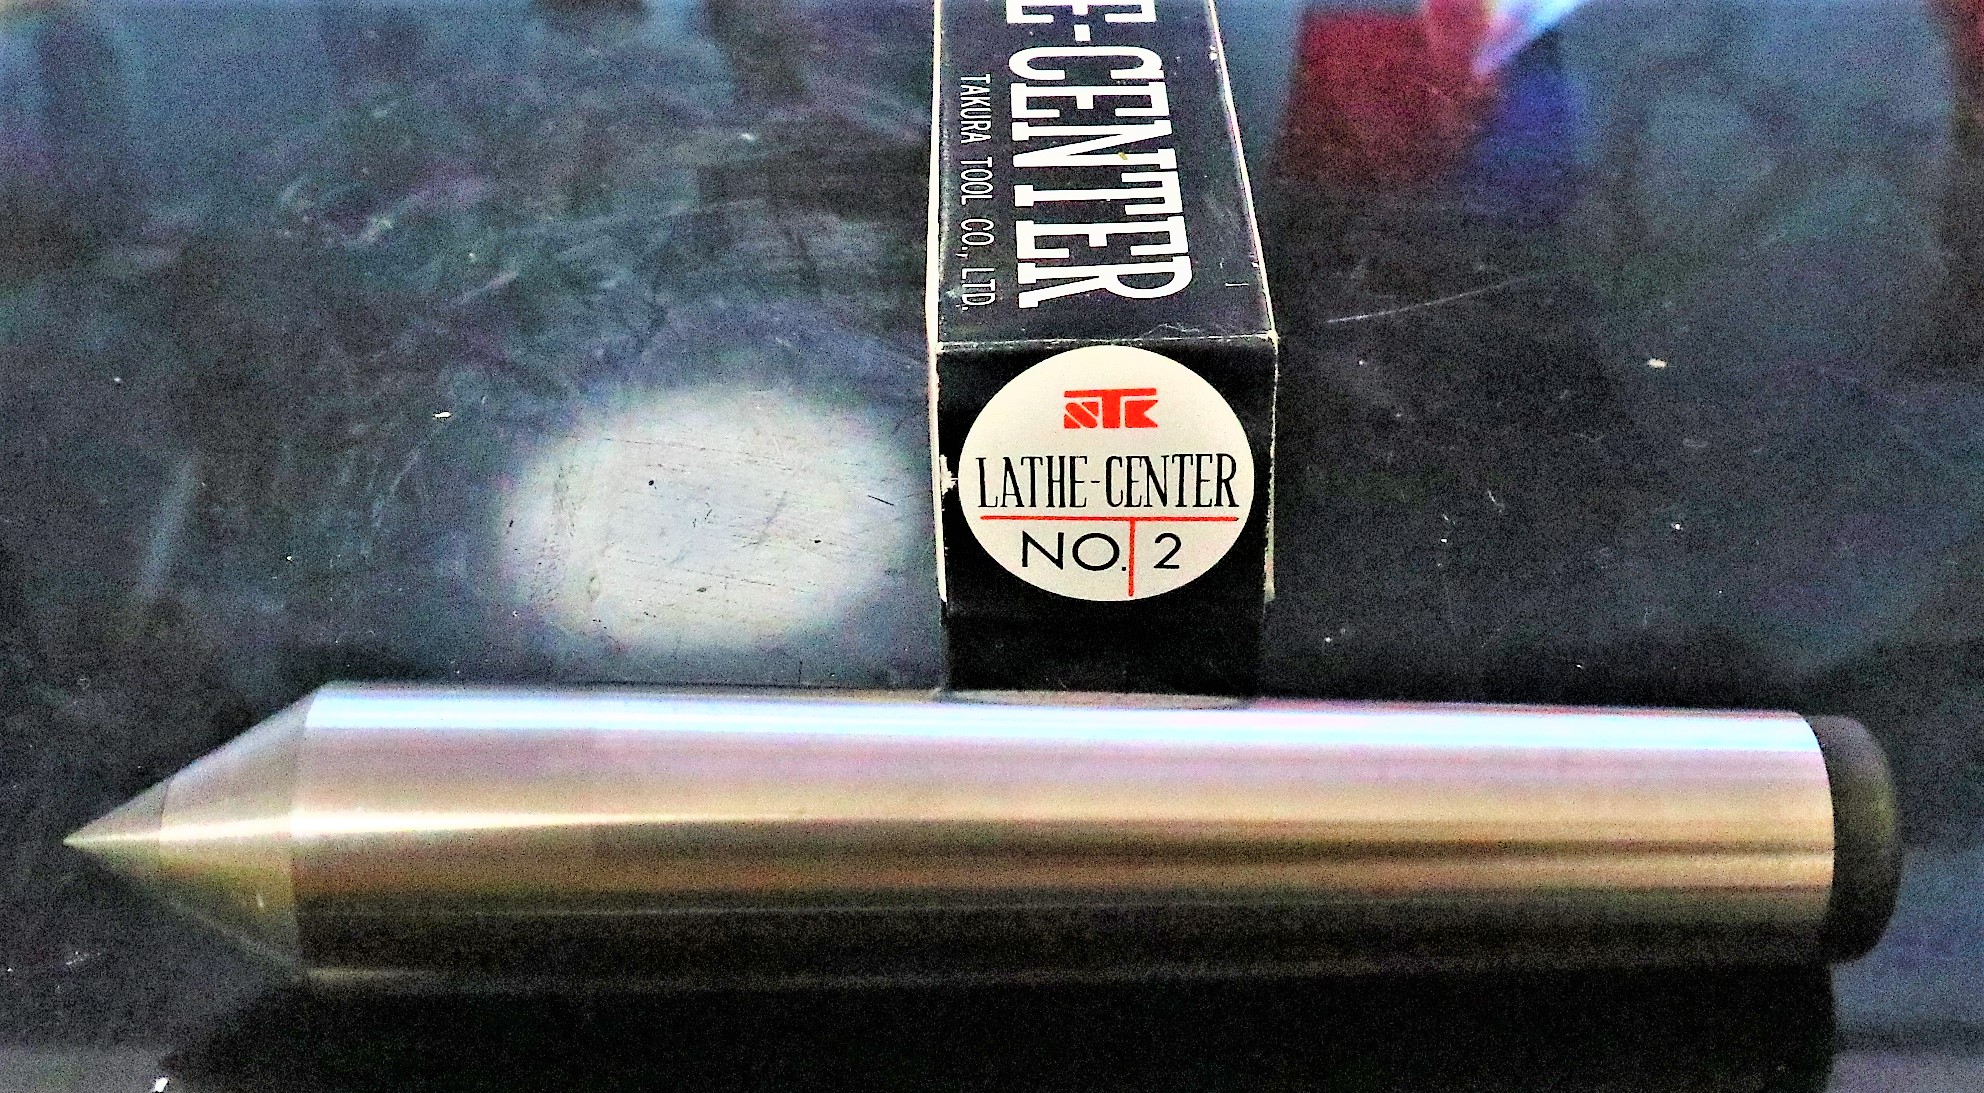 E-CENTER
TAKURA TOOL CO., LTD.
STK
LATHE-CENTER
NO. 2